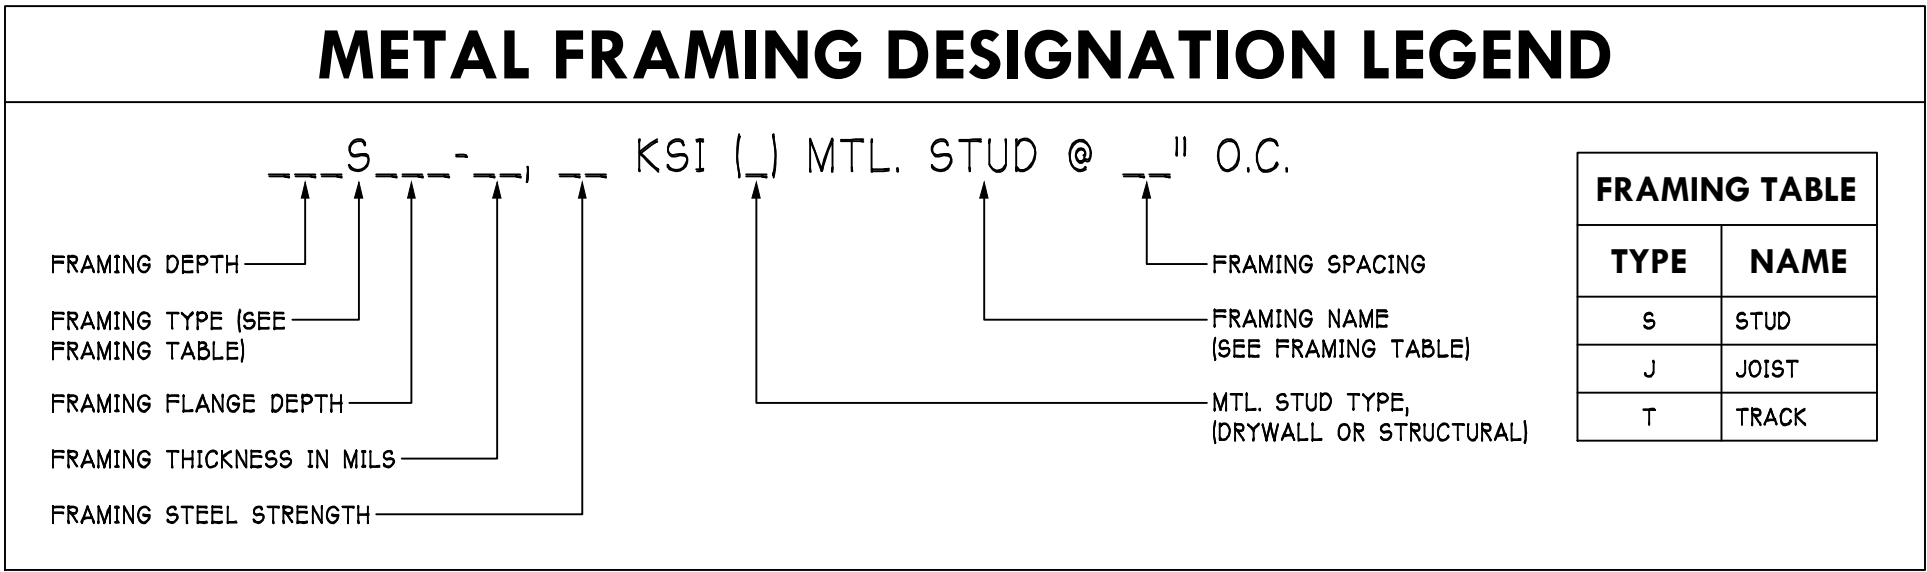 METAL FRAMING DESIGNATION LEGEND
___S___-__, __ KSI (_) MTL. STUD @ __" O.C.
FRAMING DEPTH
FRAMING TYPE (SEE
FRAMING TABLE)
FRAMING FLANGE DEPTH
FRAMING THICKNESS IN MILS
FRAMING STEEL STRENGTH
FRAMING SPACING
FRAMING NAME
(SEE FRAMING TABLE)
MTL. STUD TYPE,
(DRYWALL OR STRUCTURAL)
FRAMING TABLE
TYPE NAME
S STUD
J JOIST
T TRACK